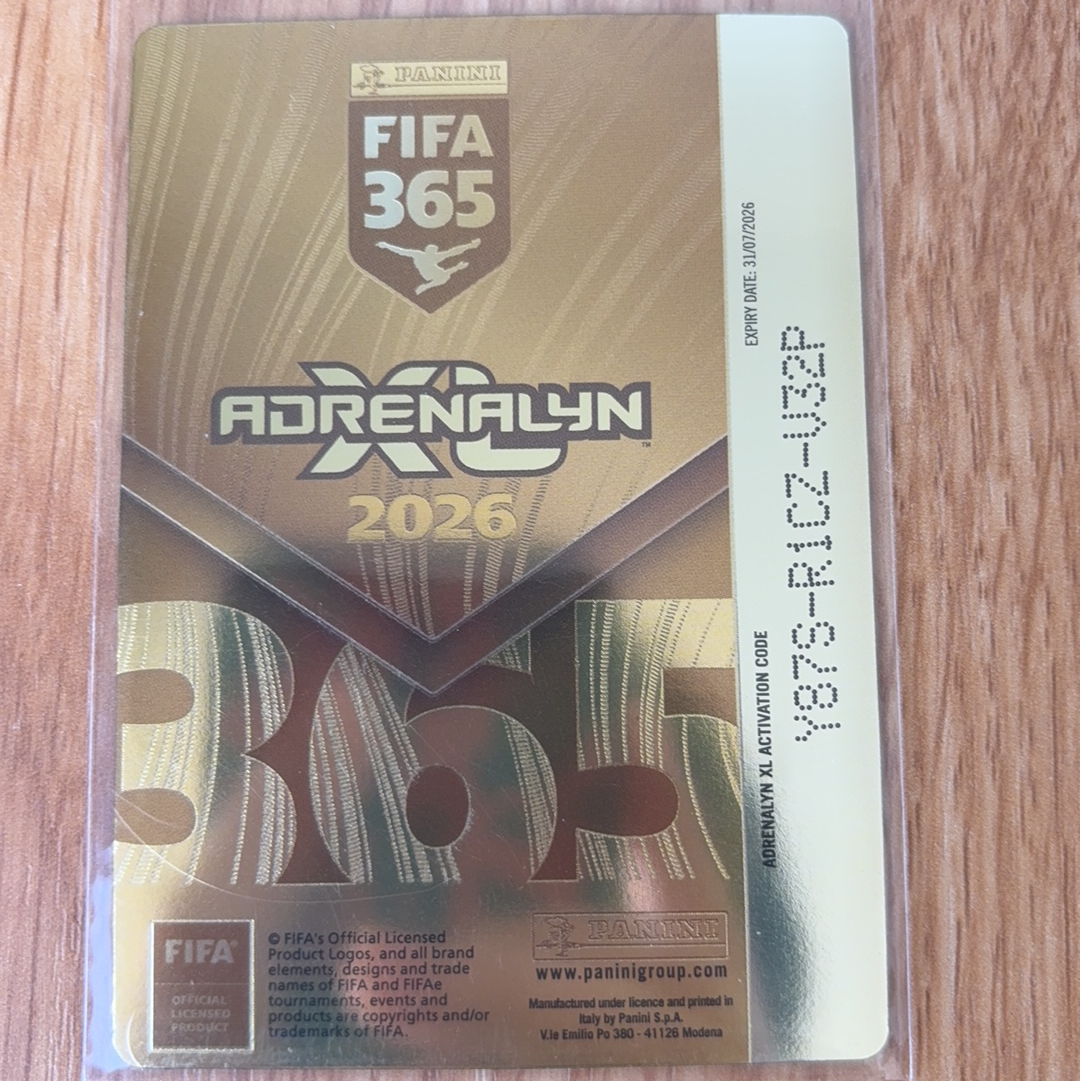 PANINI
FIFA
365
ADRENALYN
XL
™
2026
365
FIFA®
OFFICIAL
LICENSED
PRODUCT
© FIFA's Official Licensed
Product Logos, and all brand
elements, designs and trade
names of FIFA and FIFAe
tournaments, events and
products are copyrights and/or
trademarks of FIFA.
PANINI
www.paninigroup.com
Manufactured under licence and printed in
Italy by Panini S.p.A.
V.le Emilio Po 380 - 41126 Modena
EXPIRY DATE: 31/07/2026
ADRENALYN XL ACTIVATION CODE